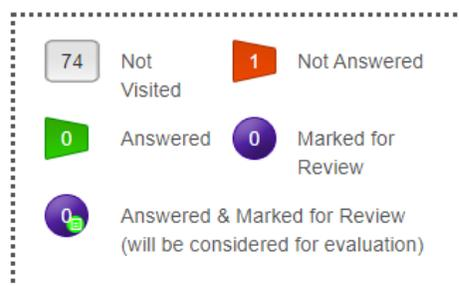 74 Not Visited 1 Not Answered
0 Answered 0 Marked for Review
0 Answered & Marked for Review
(will be considered for evaluation)